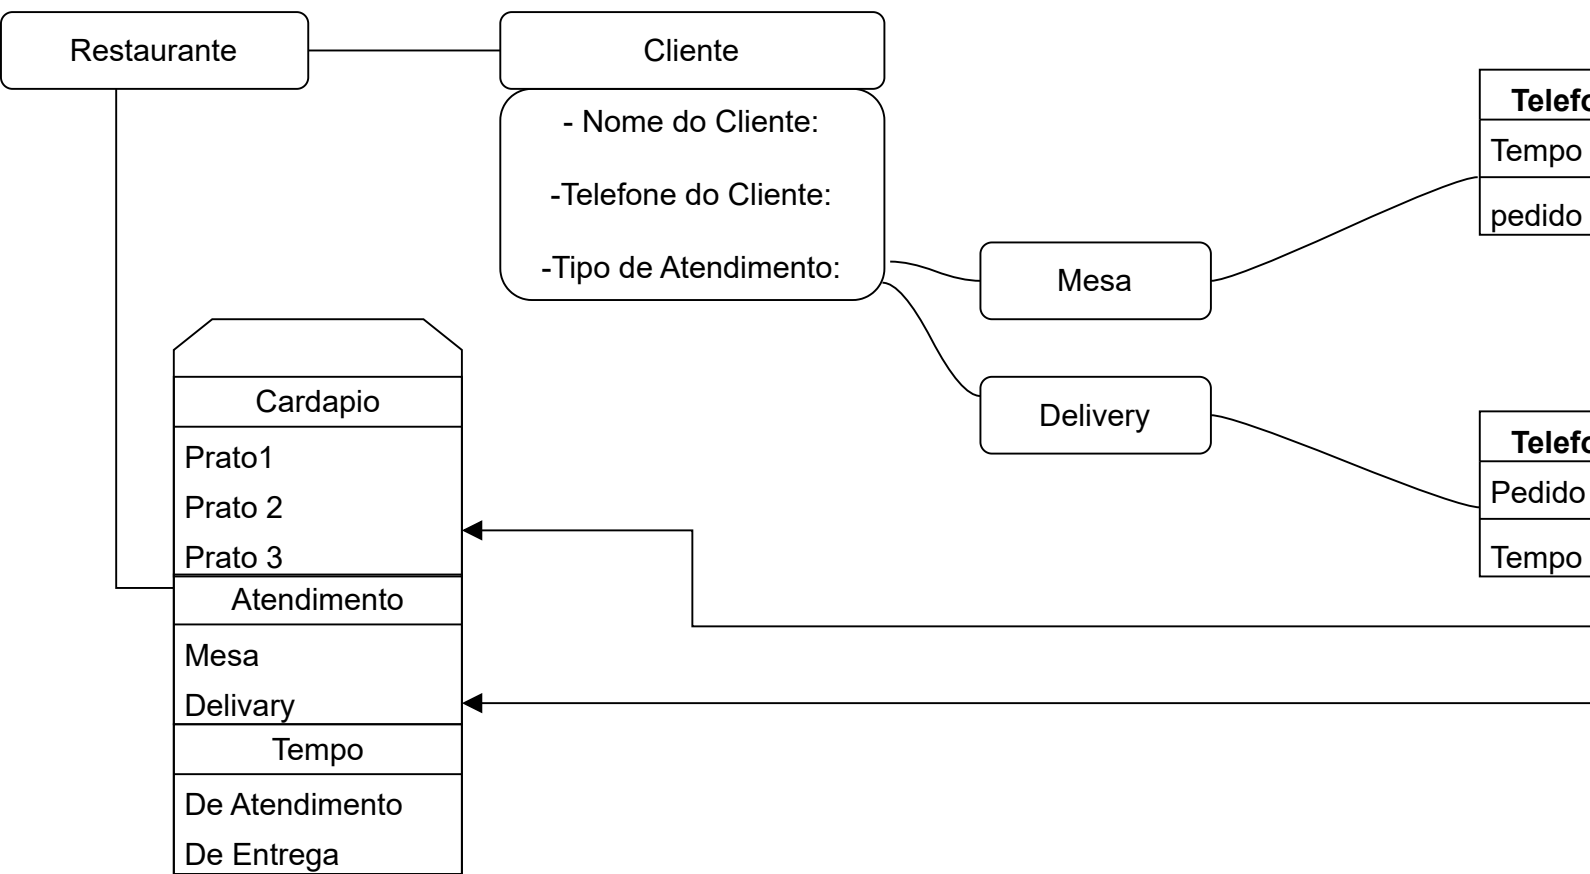 Restaurante
Cliente
- Nome do Cliente:
-Telefone do Cliente:
-Tipo de Atendimento:
Mesa
Delivery
Tempo
pedido
Pedido
Tempo
Cardapio
Prato1
Prato 2
Prato 3
Atendimento
Mesa
Delivary
Tempo
De Atendimento
De Entrega